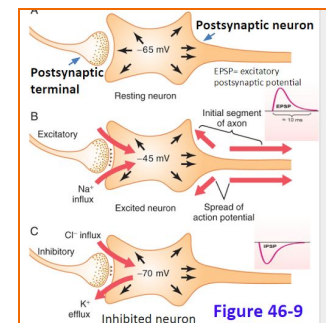 A
Postsynaptic neuron
–65 mV
Postsynaptic
terminal
EPSP= excitatory
postsynaptic potential
Resting neuron
EPSP
≈ 10 ms
B
Initial segment
of axon
Excitatory
–45 mV
Na+
influx
Excited neuron
Spread of
action potential
C
Cl– influx
Inhibitory
IPSP
–70 mV
K+
efflux
Inhibited neuron
Figure 46-9